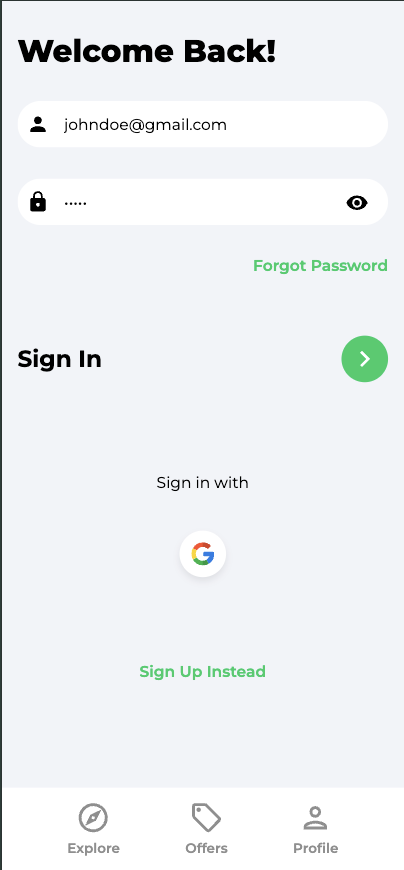 Welcome Back!
johndoe@gmail.com
•••••
Forgot Password
Sign In
Sign in with
Sign Up Instead
Explore Offers Profile